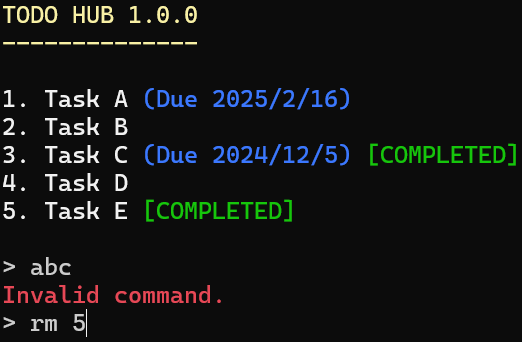 TODO HUB 1.0.0
--------------
1. Task A (Due 2025/2/16)
2. Task B
3. Task C (Due 2024/12/5) [COMPLETED]
4. Task D
5. Task E [COMPLETED]
> abc
Invalid command.
> rm 5